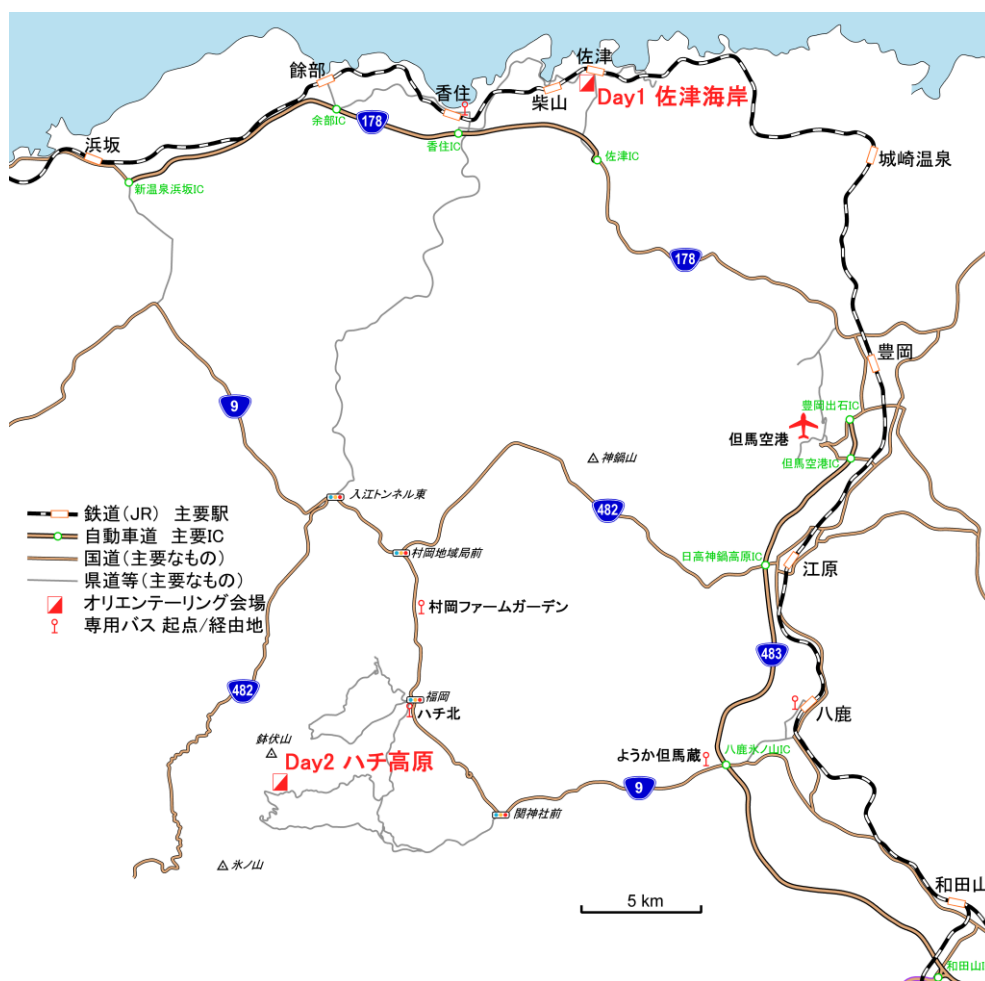 佐津
餘部
香住
柴山
Day1 佐津海岸
余部IC
178
香住IC
浜坂
佐津IC
城崎温泉
新温泉浜坂IC
178
豊岡
9
豊岡出石IC
但馬空港
神鍋山
但馬空港IC
入江トンネル東
482
鉄道(JR) 主要駅
自動車道 主要IC
国道(主要なもの)
県道等(主要なもの)
オリエンテーリング会場
専用バス 起点/経由地
村岡地域局前
日高神鍋高原IC
江原
村岡ファームガーデン
483
482
福岡
ハチ北
八鹿
鉢伏山
Day2 ハチ高原
ようか但馬蔵
八鹿氷ノ山IC
9
関神社前
氷ノ山
5 km
和田山
和田山I